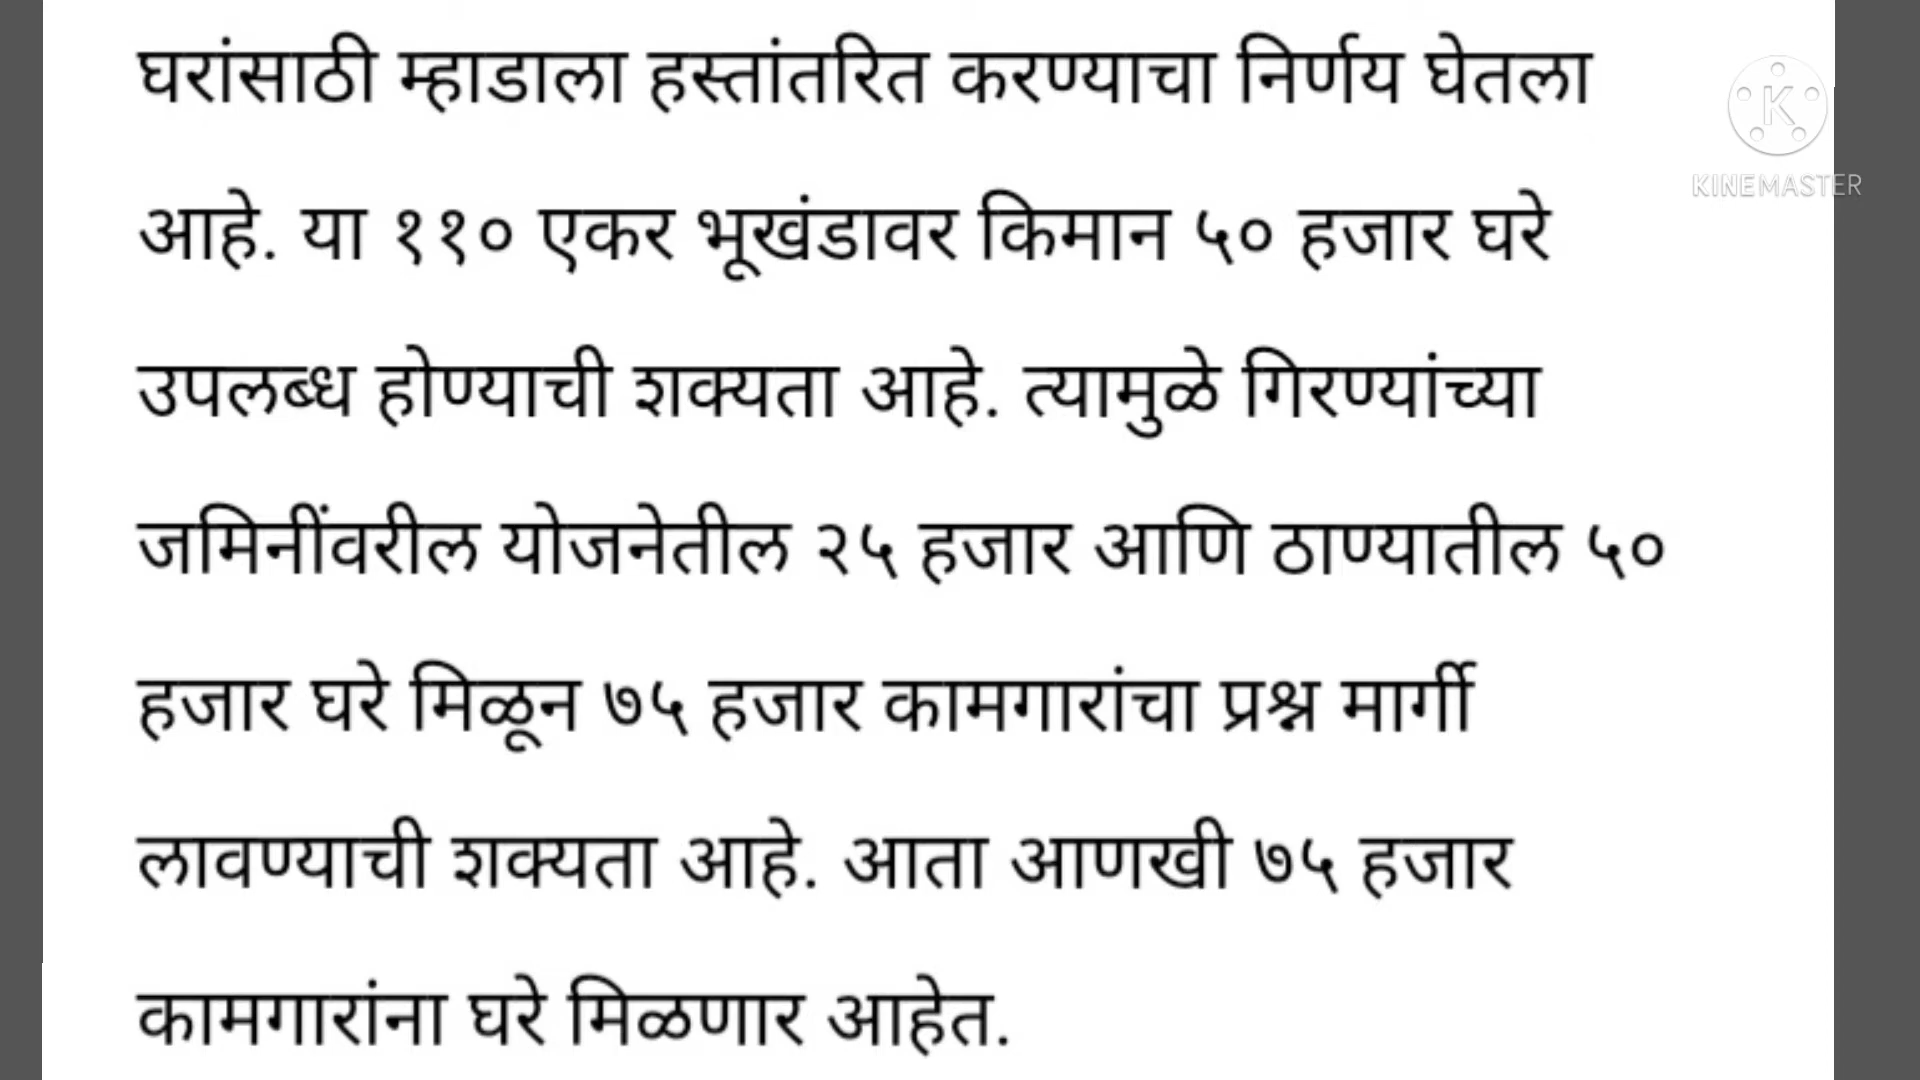 घरांसाठी म्हाडाला हस्तांतरित करण्याचा निर्णय घेतला
आहे. या ११० एकर भूखंडावर किमान ५० हजार घरे
उपलब्ध होण्याची शक्यता आहे. त्यामुळे गिरण्यांच्या
जमिनींवरील योजनेतील २५ हजार आणि ठाण्यातील ५०
हजार घरे मिळून ७५ हजार कामगारांचा प्रश्न मार्गी
लावण्याची शक्यता आहे. आता आणखी ७५ हजार
कामगारांना घरे मिळणार आहेत.
K
KINEMASTER